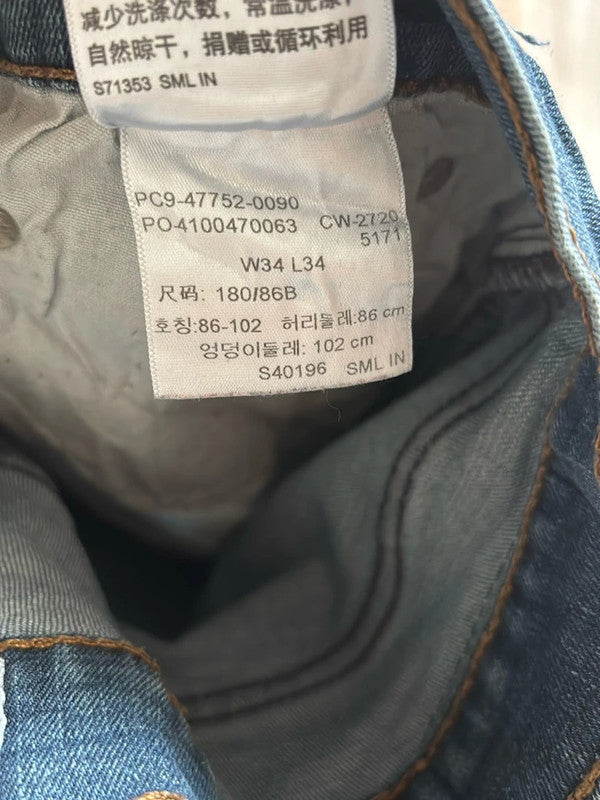 减少洗涤次数, 常温洗涤,
自然晾干, 捐赠或循环利用
S71353 SML IN
PC9-47752-0090
PO-4100470063 CW-2720
5171
W34 L34
尺码: 180/86B
호칭:86-102 허리둘레:86 cm
엉덩이둘레: 102 cm
S40196 SML IN